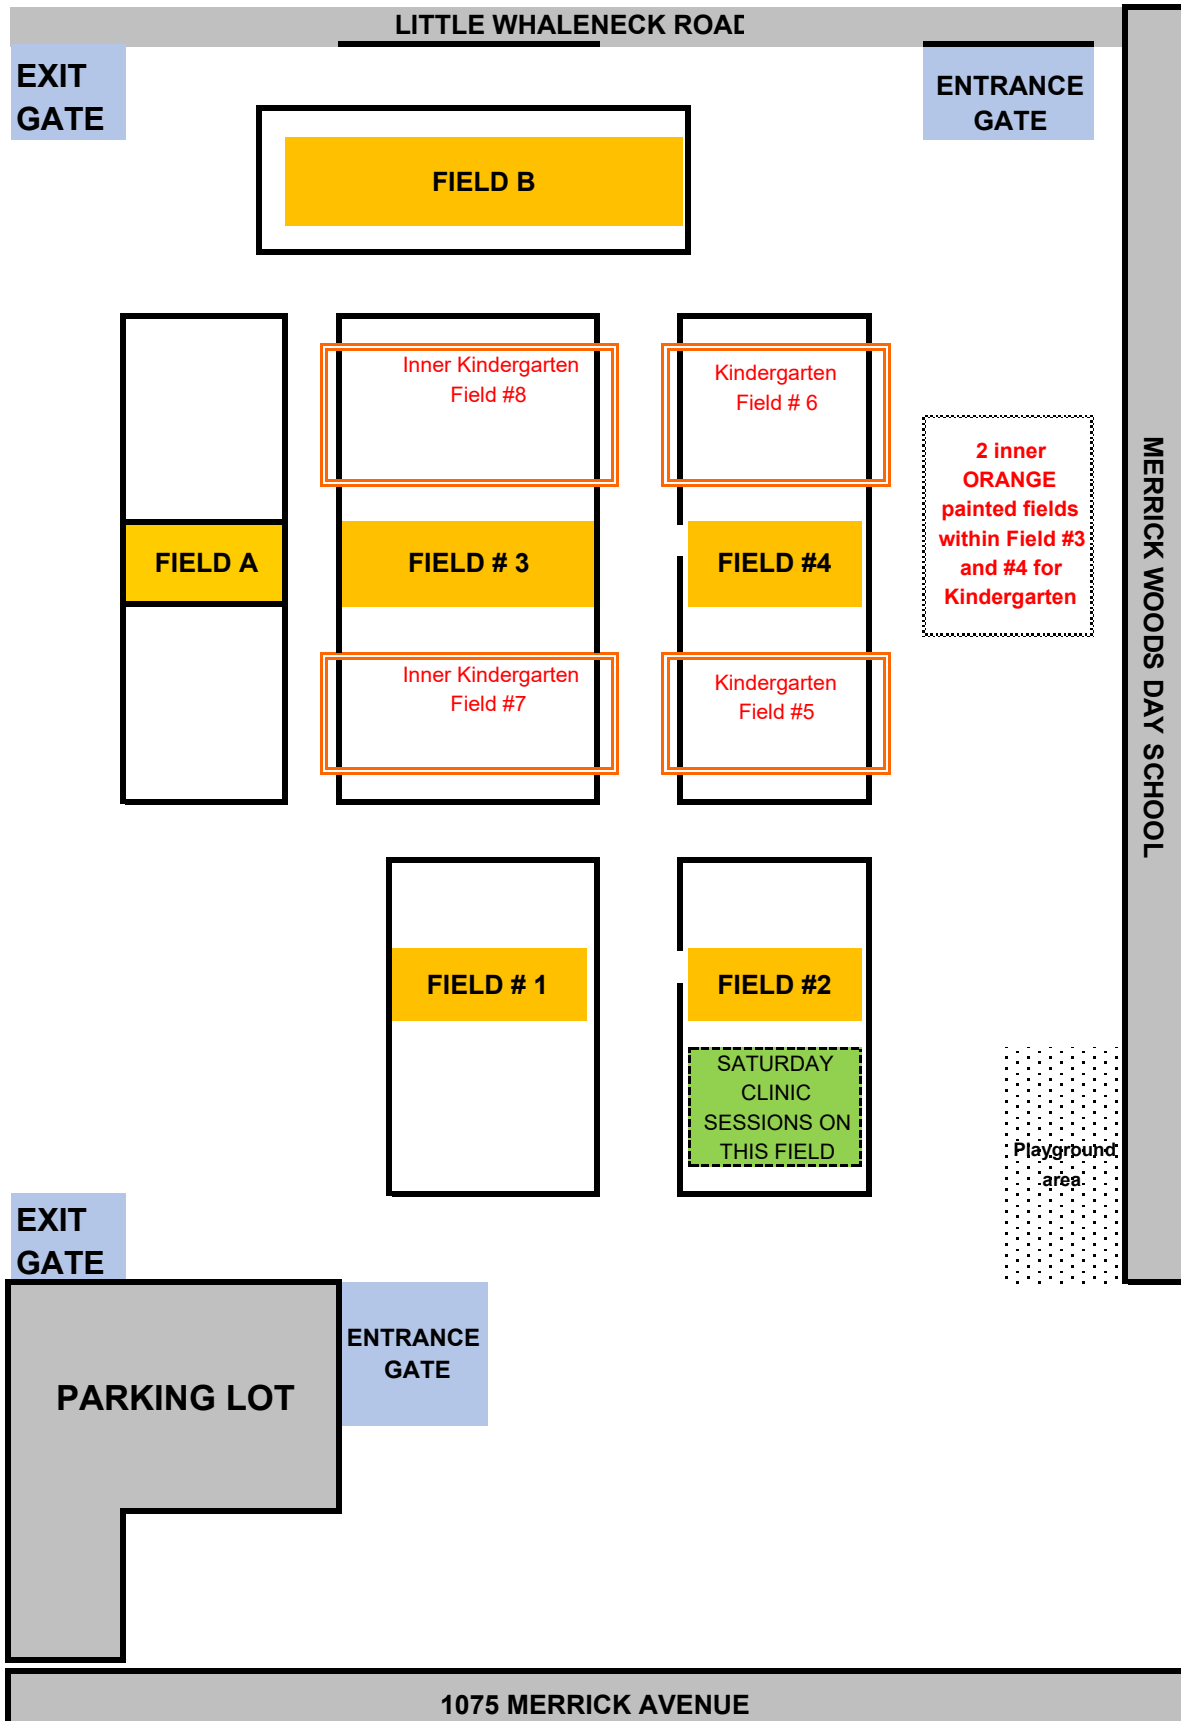 LITTLE WHALENECK ROAD
EXIT
GATE
ENTRANCE
GATE
FIELD B
Inner Kindergarten
Field #8
Kindergarten
Field # 6
2 inner
ORANGE
painted fields
within Field #3
and #4 for
Kindergarten
MERRICK WOODS DAY SCHOOL
FIELD A
FIELD # 3
FIELD #4
Inner Kindergarten
Field #7
Kindergarten
Field #5
FIELD # 1
FIELD #2
SATURDAY
CLINIC
SESSIONS ON
THIS FIELD
Playground
area
EXIT
GATE
ENTRANCE
GATE
PARKING LOT
1075 MERRICK AVENUE